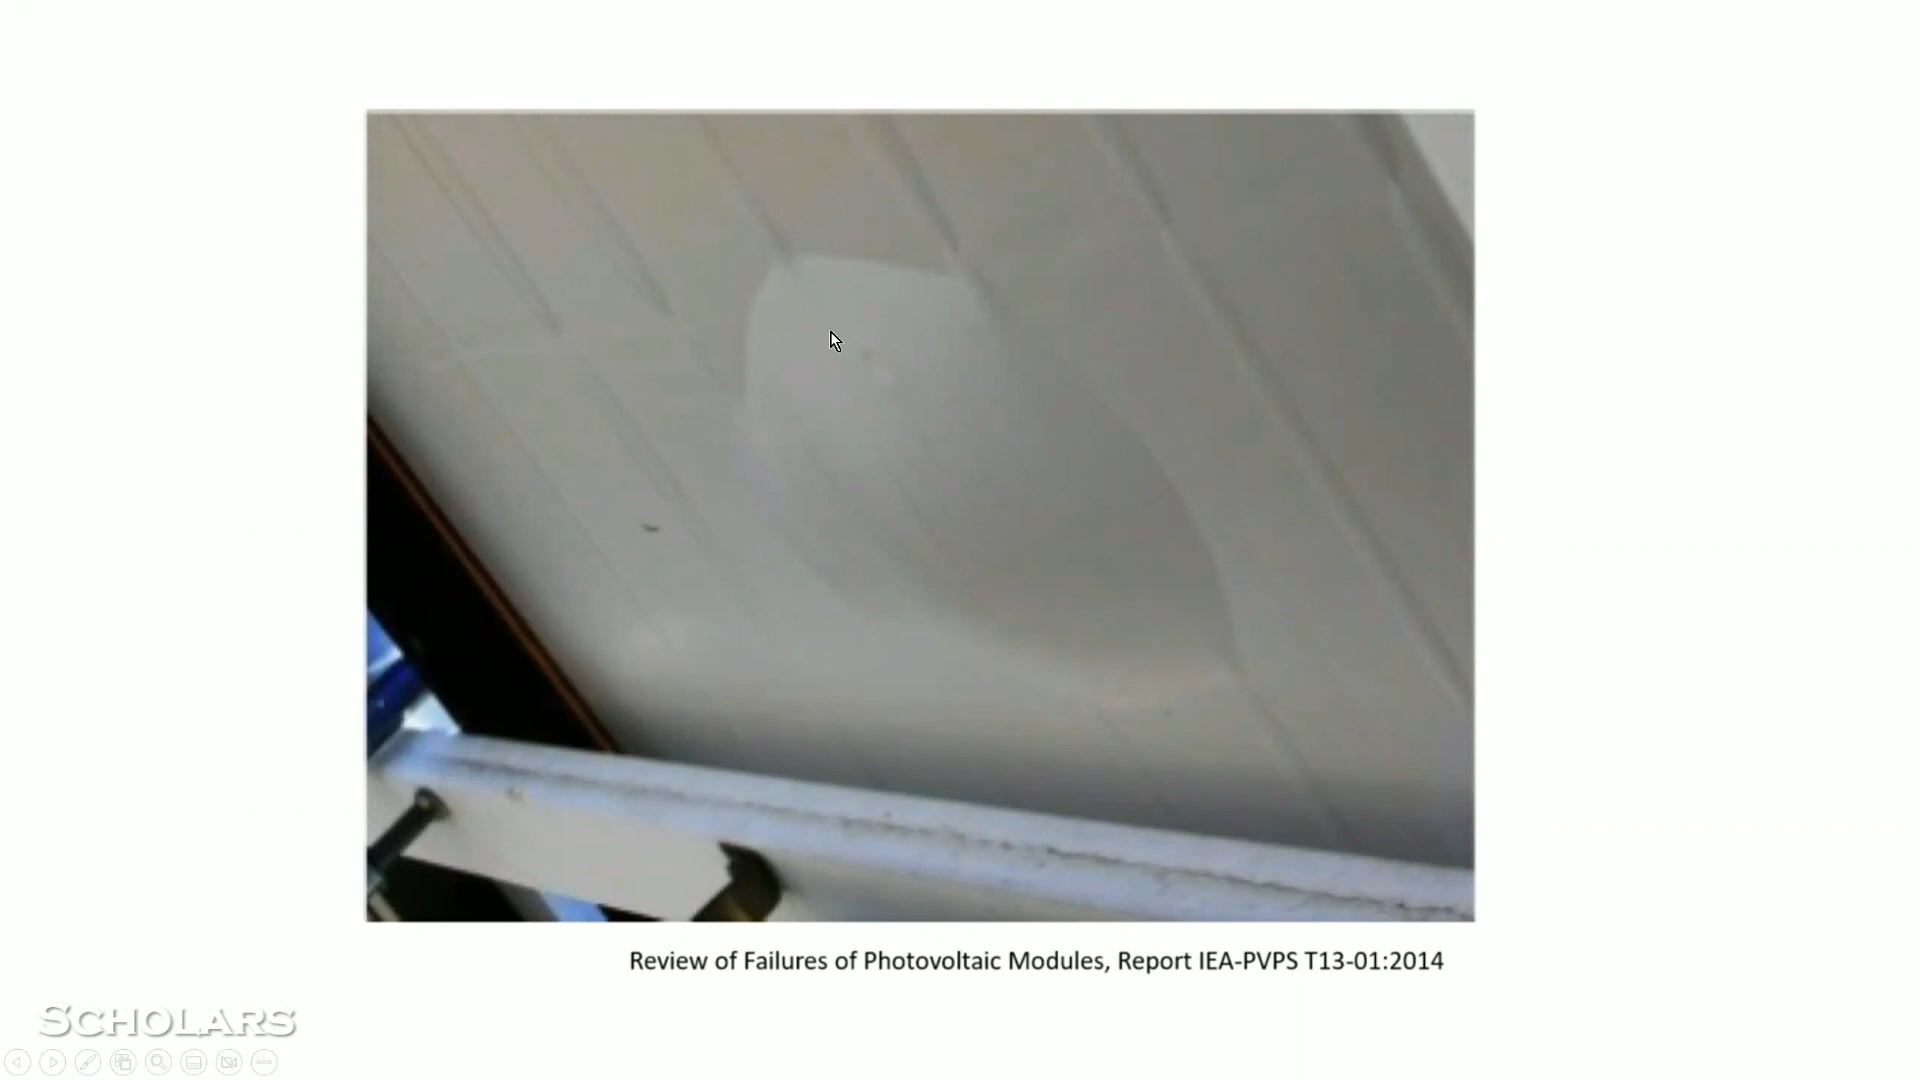 Review of Failures of Photovoltaic Modules, Report IEA-PVPS T13-01:2014
SCHOLARS